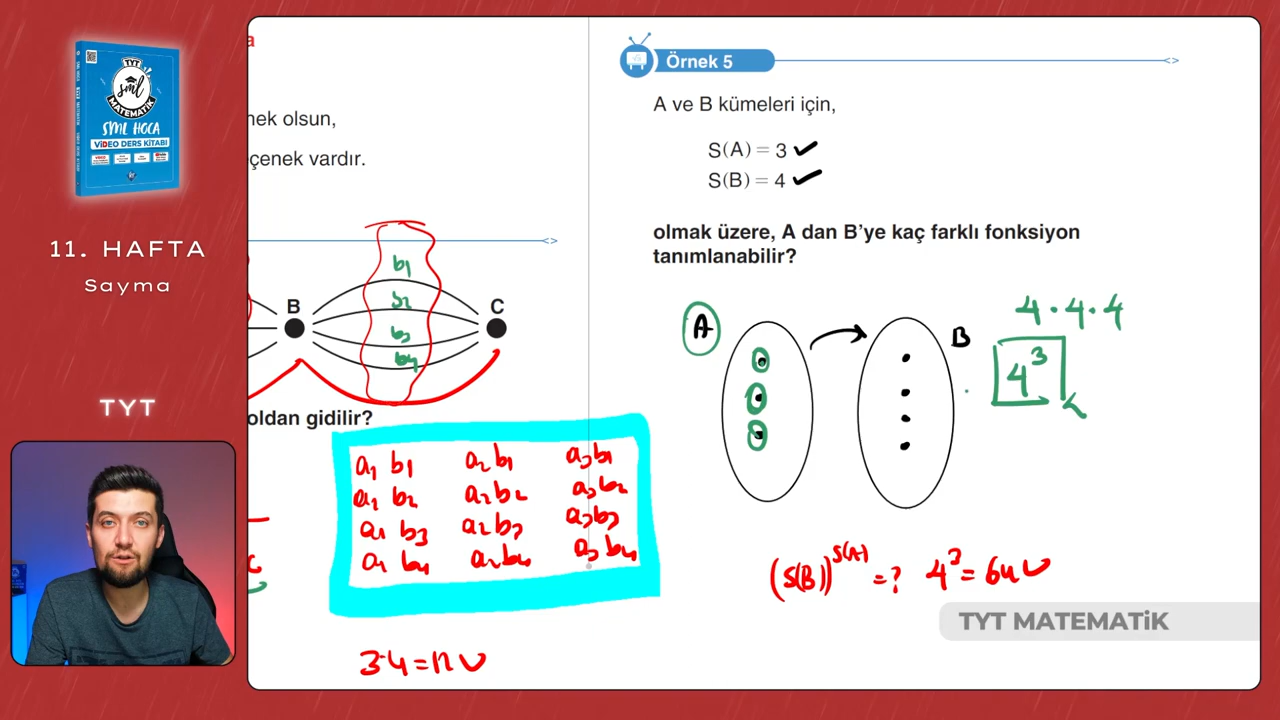 TYT
sml
MATEMATİK
SML HOCA
VİDEO DERS KİTABI
11. HAFTA
Sayma
TYT
a
nek olsun,
çenek vardır.
B
C
b1
b2
b3
b4
oldan gidilir?
a1 b1 a2 b1 a3 b1
a1 b2 a2 b2 a3 b2
a1 b3 a2 b3 a3 b3
a1 b4 a2 b4 a3 b4
3·4=12
Örnek 5
A ve B kümeleri için,
S(A) = 3
S(B) = 4
olmak üzere, A dan B'ye kaç farklı fonksiyon
tanımlanabilir?
A
B
4·4·4
4³
(S(B))^S(A) =? 4³=64
TYT MATEMATİK